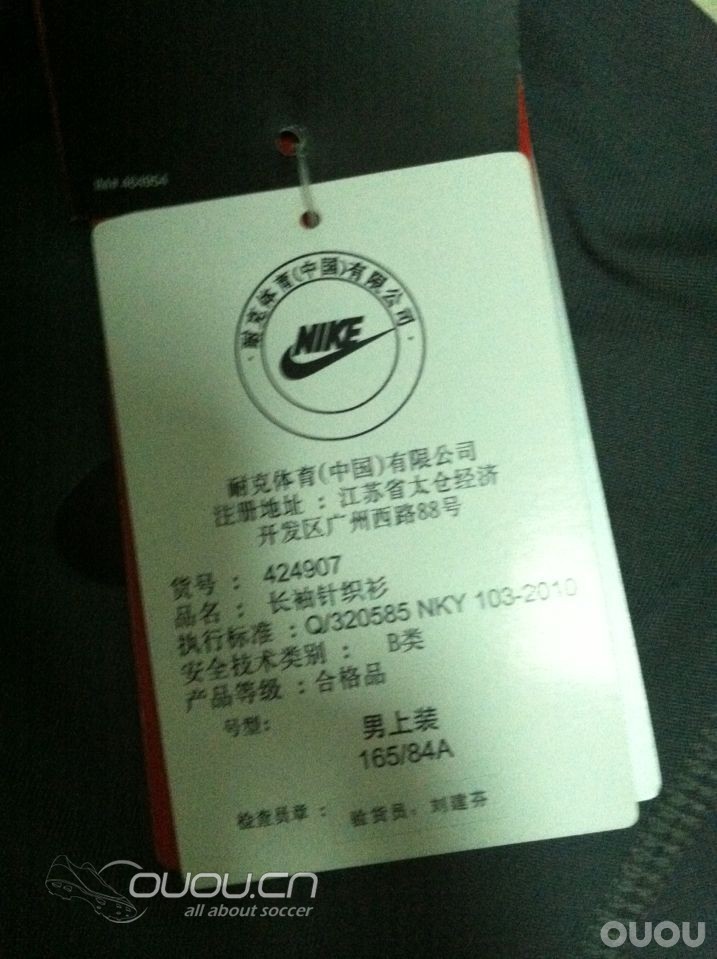 RN# 464954
·耐克体育(中国)有限公司·
NIKE
耐克体育(中国)有限公司
注册地址 : 江苏省太仓经济
开发区广州西路88号
货号 : 424907
品名 : 长袖针织衫
执行标准 : Q/320585 NKY 103-2010
安全技术类别 : B类
产品等级 : 合格品
号型: 男上装
165/84A
检查员章 : 验货员: 刘建芬
OUOU.CN
all about soccer
OUOU